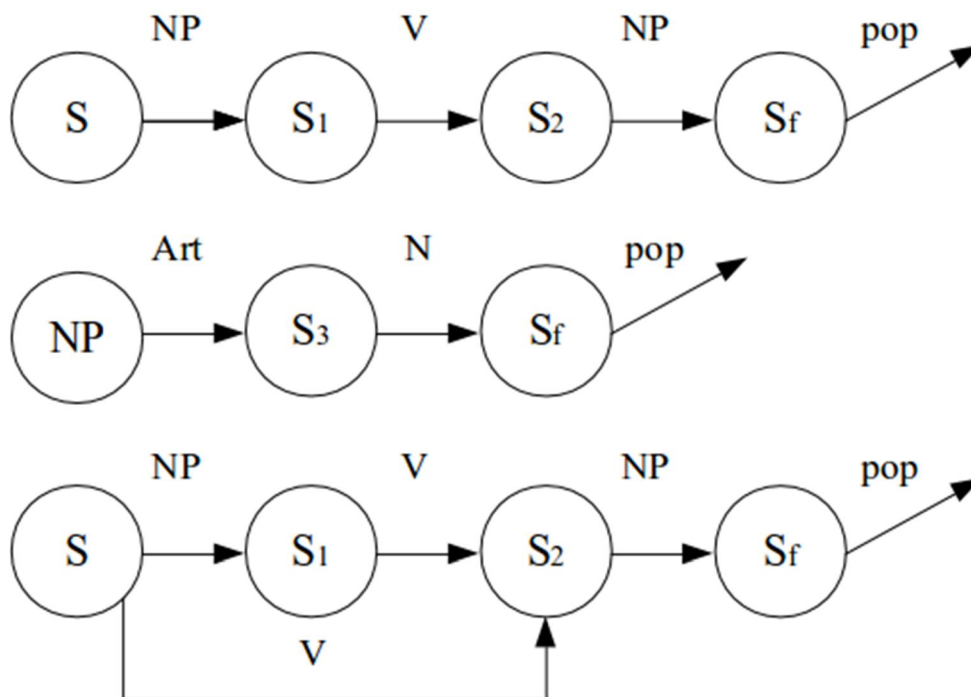 NP V NP pop
S S1 S2 Sf
Art N pop
NP S3 Sf
NP V NP pop
S S1 S2 Sf
V